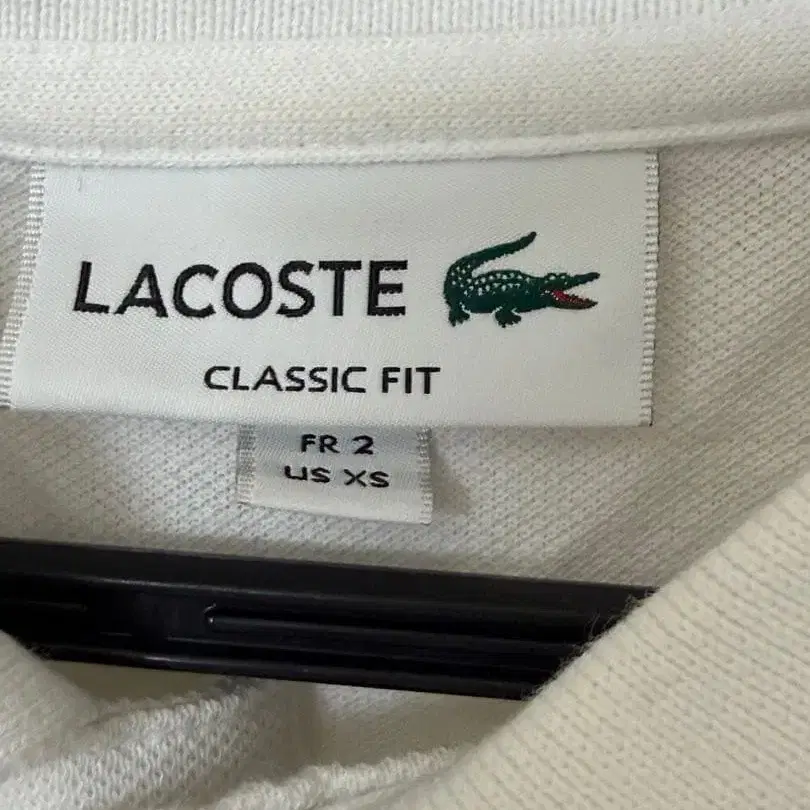 LACOSTE
CLASSIC FIT
FR 2
US XS